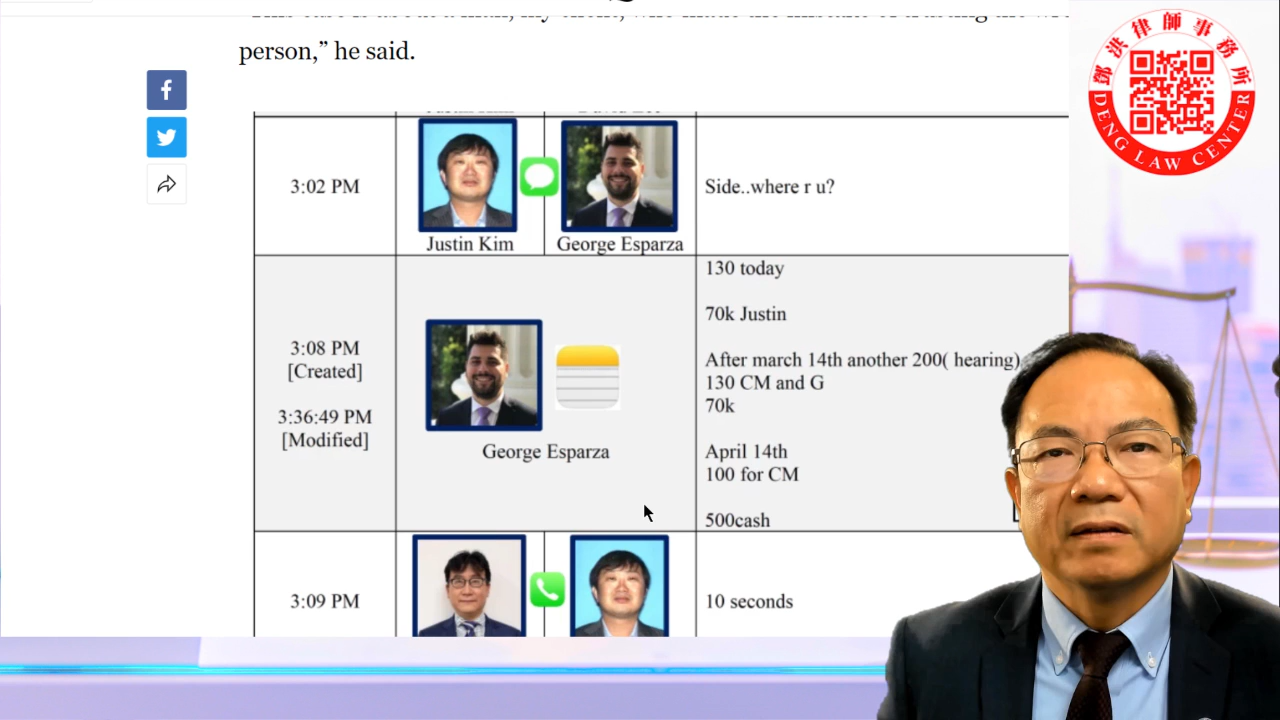 person,” he said.
3:02 PM
Justin Kim
George Esparza
Side..where r u?
3:08 PM
[Created]
3:36:49 PM
[Modified]
George Esparza
130 today
70k Justin
After march 14th another 200( hearing)
130 CM and G
70k
April 14th
100 for CM
500cash
3:09 PM
10 seconds
鄧洪律師事務所
DENG LAW CENTER